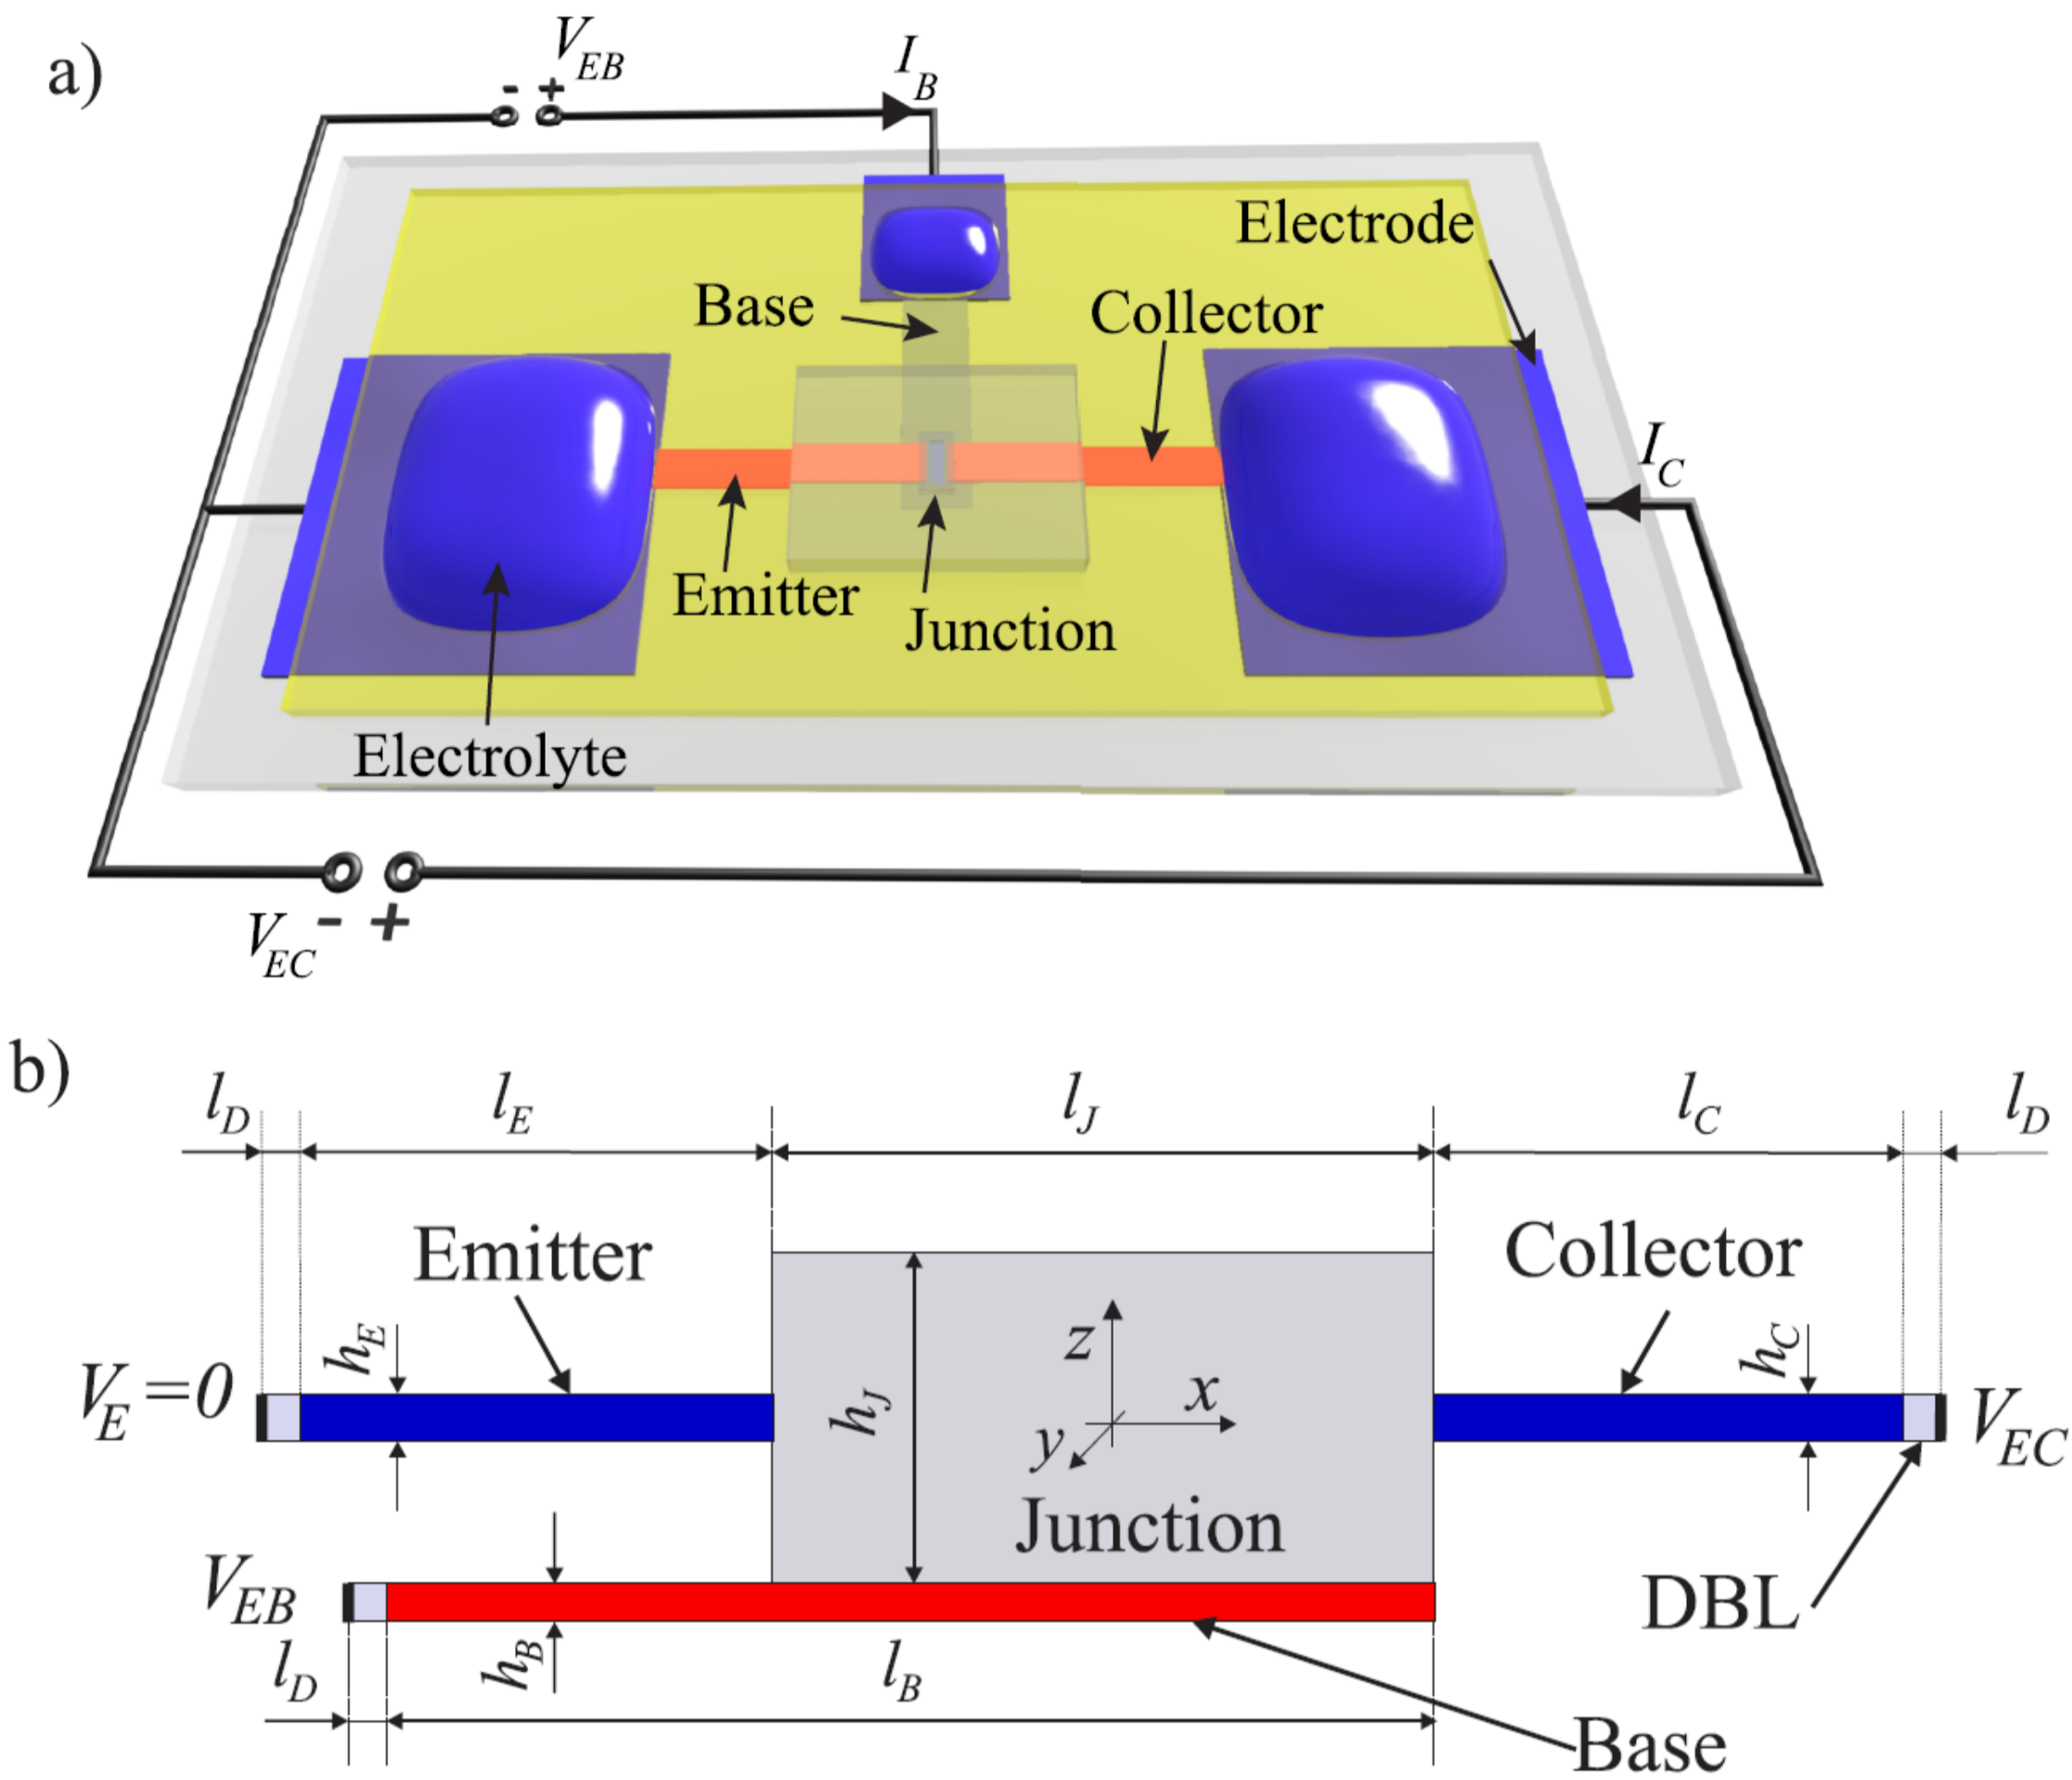 a)
V_EB
- +
I_B
Electrode
Base
Collector
I_C
Emitter
Junction
Electrolyte
V_EC - +
b)
l_D l_E l_J l_C l_D
Emitter
Collector
h_E
h_J
h_C
z
x
y
V_E=0
V_EC
Junction
V_EB
DBL
l_D
h_B
l_B
Base